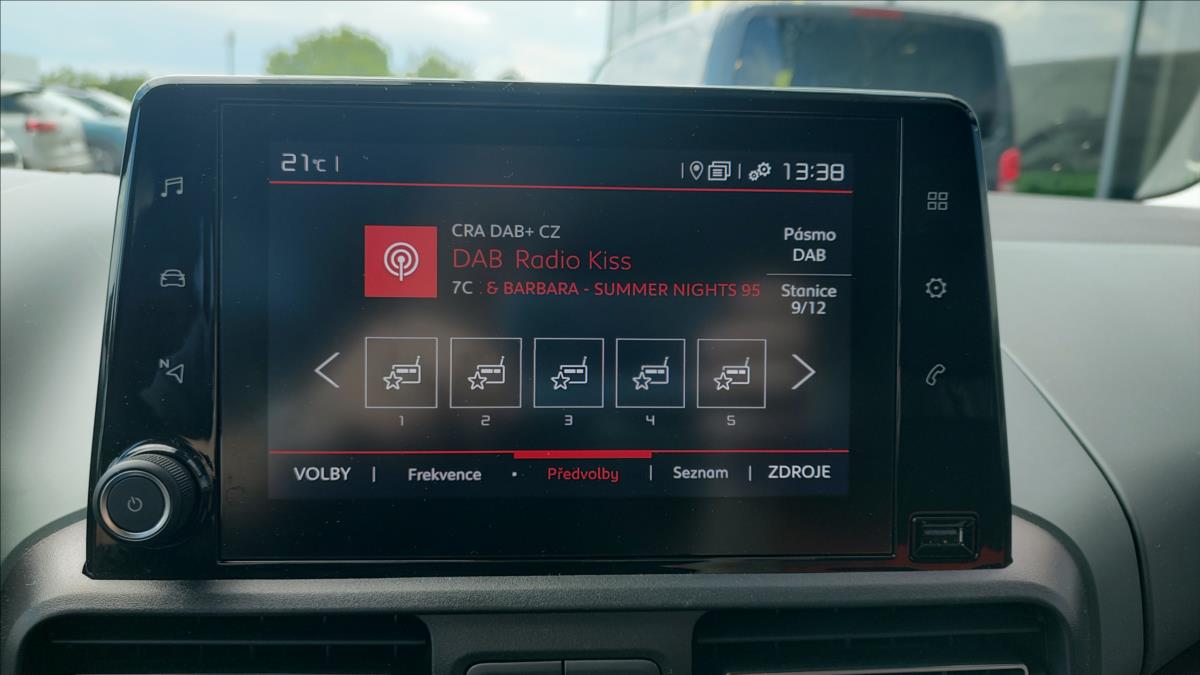 21°C
13:38
CRA DAB+ CZ
DAB Radio Kiss
7C : & BARBARA - SUMMER NIGHTS 95
Pásmo
DAB
Stanice
9/12
1 2 3 4 5
VOLBY | Frekvence · Předvolby | Seznam | ZDROJE
N